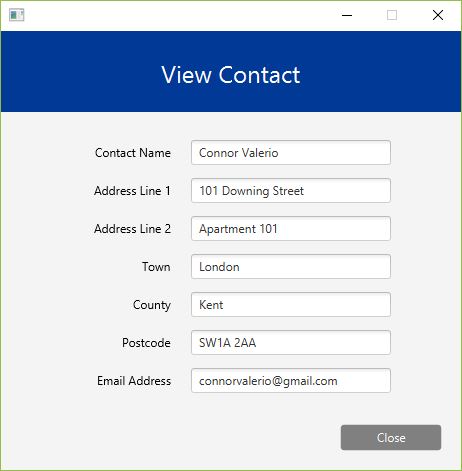 View Contact
Contact Name Connor Valerio
Address Line 1 101 Downing Street
Address Line 2 Apartment 101
Town London
County Kent
Postcode SW1A 2AA
Email Address connorvalerio@gmail.com
Close